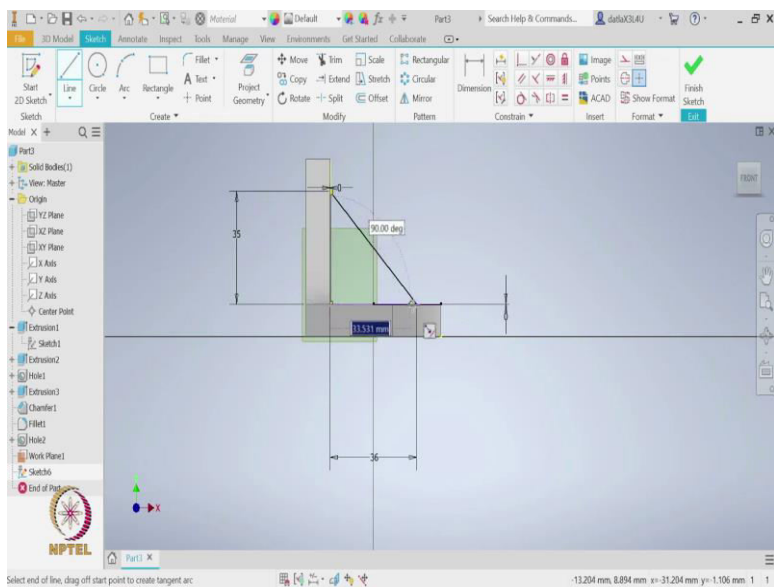 Material
Default
fx
Part3
Search Help & Commands...
datlaX3L4U
File 3D Model Sketch Annotate Inspect Tools Manage View Environments Get Started Collaborate
Start 2D Sketch
Line
Circle
Arc
Rectangle
Fillet
Text
Point
Project Geometry
Move Trim Scale
Copy Extend Stretch
Rotate Split Offset
Rectangular
Circular
Mirror
Dimension
Image
Points
ACAD
Show Format
Finish Sketch
Sketch Create Modify Pattern Constrain Insert Format Exit
Model
Part3
Solid Bodies(1)
View: Master
Origin
YZ Plane
XZ Plane
XY Plane
X Axis
Y Axis
Z Axis
Center Point
Extrusion1
Sketch1
Extrusion2
Hole1
Extrusion3
Chamfer1
Fillet1
Hole2
Work Plane1
Sketch6
End of Part
NPTEL
FRONT
0
90.00 deg
35
0
33.531 mm
36
X
Part3 X
Select end of line, drag off start point to create tangent arc
-13.204 mm, 8.894 mm x=-31.204 mm y=-1.106 mm 1 1